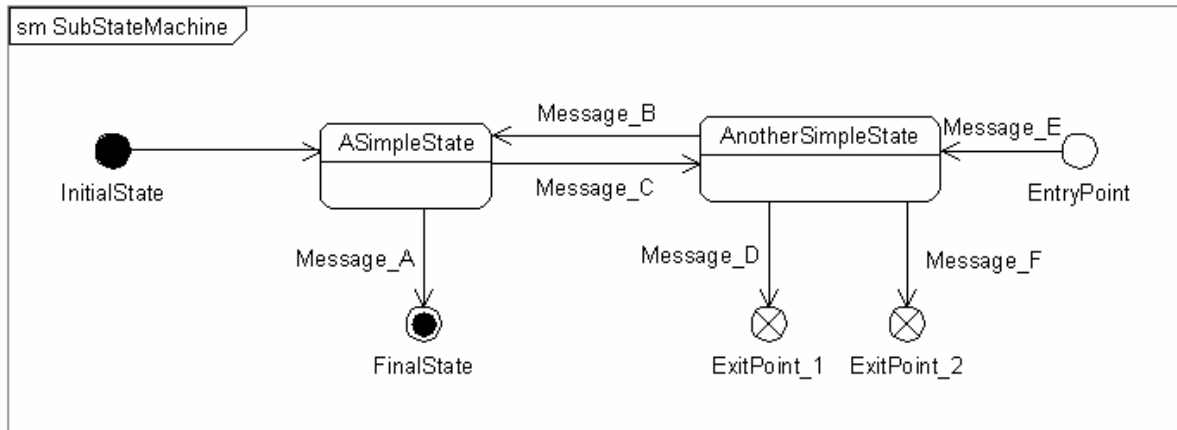 sm SubStateMachine
Message_B
ASimpleState
AnotherSimpleState
Message_E
InitialState
Message_C
EntryPoint
Message_A
Message_D
Message_F
FinalState
ExitPoint_1
ExitPoint_2